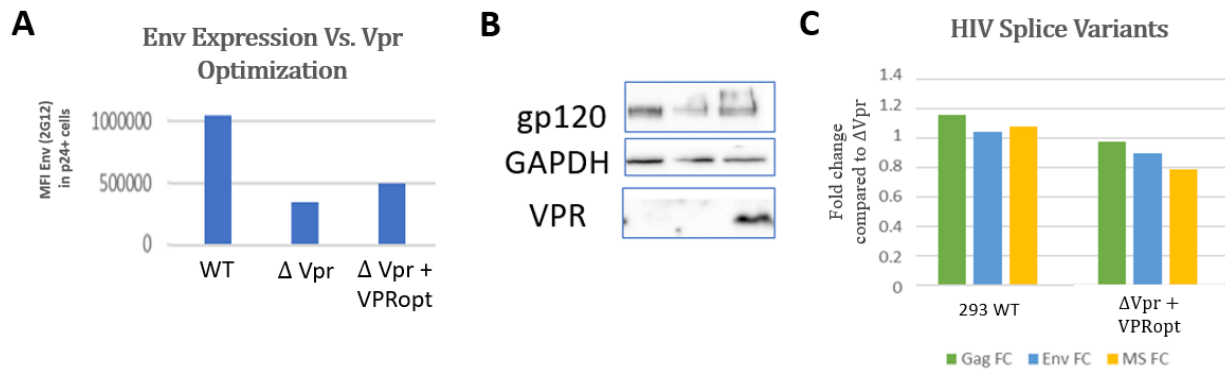 A
Env Expression Vs. Vpr
Optimization
MFI Env (2G12)
in p24+ cells
1000000
500000
0
WT
Δ Vpr
Δ Vpr +
VPRopt
B
gp120
GAPDH
VPR
C
HIV Splice Variants
Fold change
compared to ΔVpr
1.4
1.2
1
0.8
0.6
0.4
0.2
0
293 WT
ΔVpr +
VPRopt
Gag FC
Env FC
MS FC